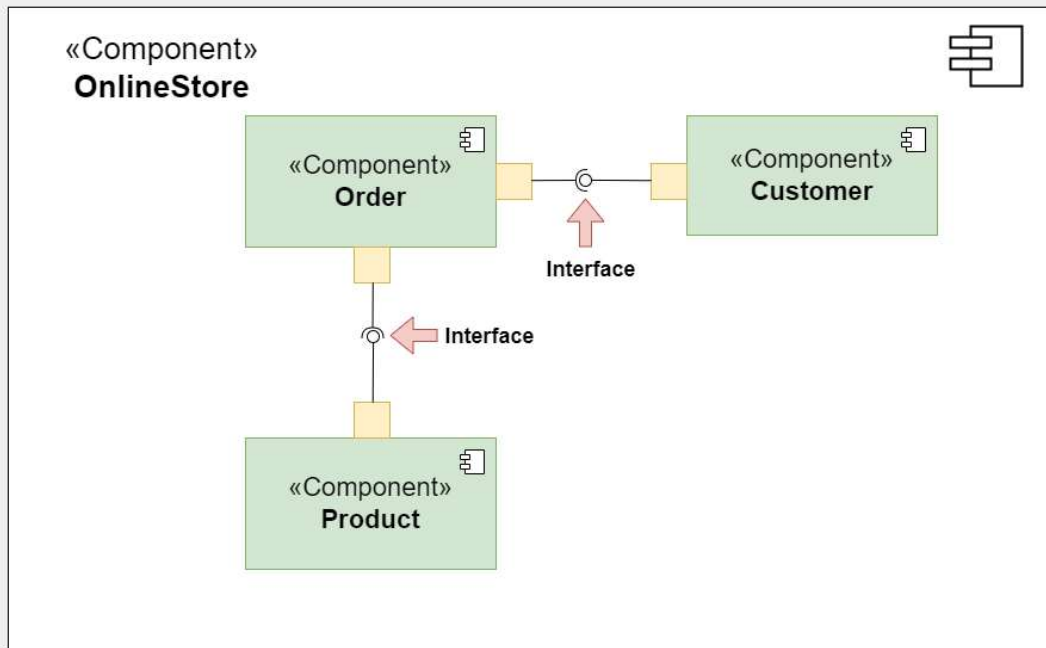 «Component»
OnlineStore
«Component»
Order
«Component»
Customer
Interface
Interface
«Component»
Product